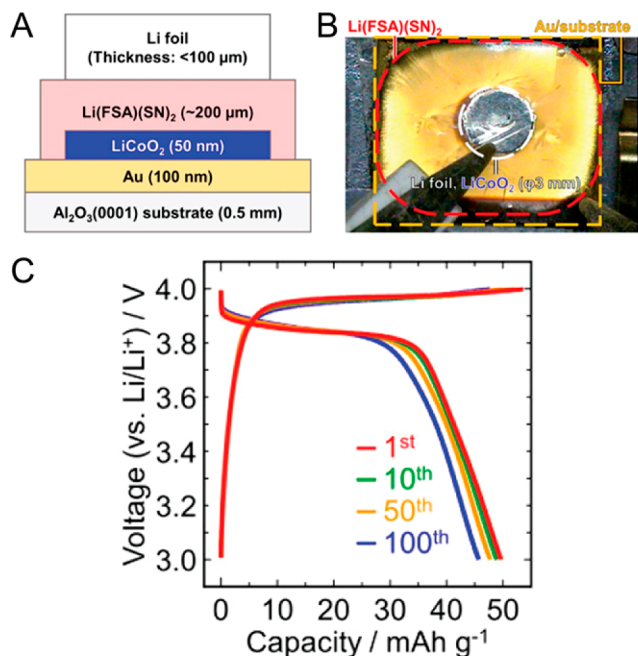 A
Li foil
(Thickness: <100 μm)
Li(FSA)(SN)₂ (~200 μm)
LiCoO₂ (50 nm)
Au (100 nm)
Al₂O₃(0001) substrate (0.5 mm)
B
Li(FSA)(SN)₂
Au/substrate
Li foil, LiCoO₂ (φ3 mm)
C
Voltage (vs. Li/Li⁺) / V
4.0
3.8
3.6
3.4
3.2
3.0
1ˢᵗ
10ᵗʰ
50ᵗʰ
100ᵗʰ
0 10 20 30 40 50
Capacity / mAh g⁻¹